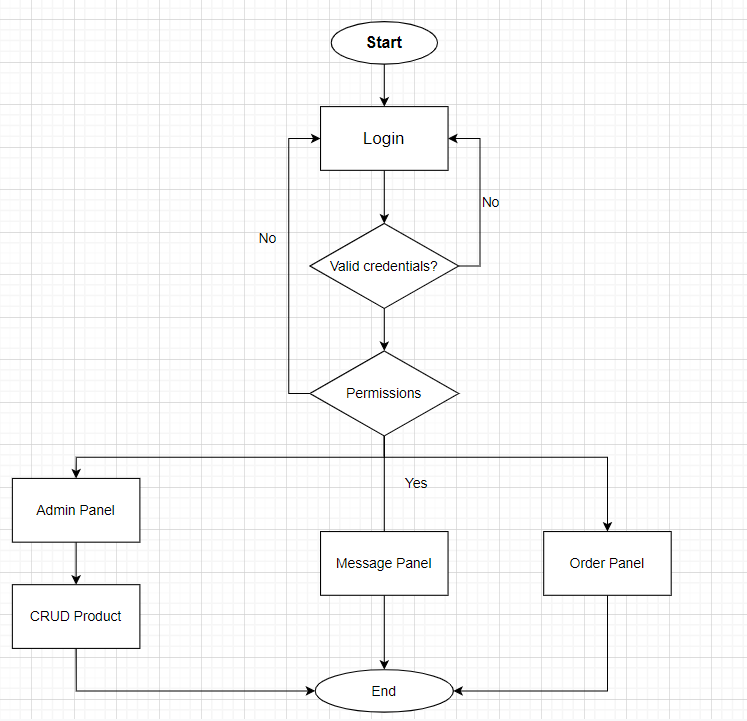 Start
Login
No
No
Valid credentials?
Permissions
Yes
Admin Panel
Message Panel
Order Panel
CRUD Product
End